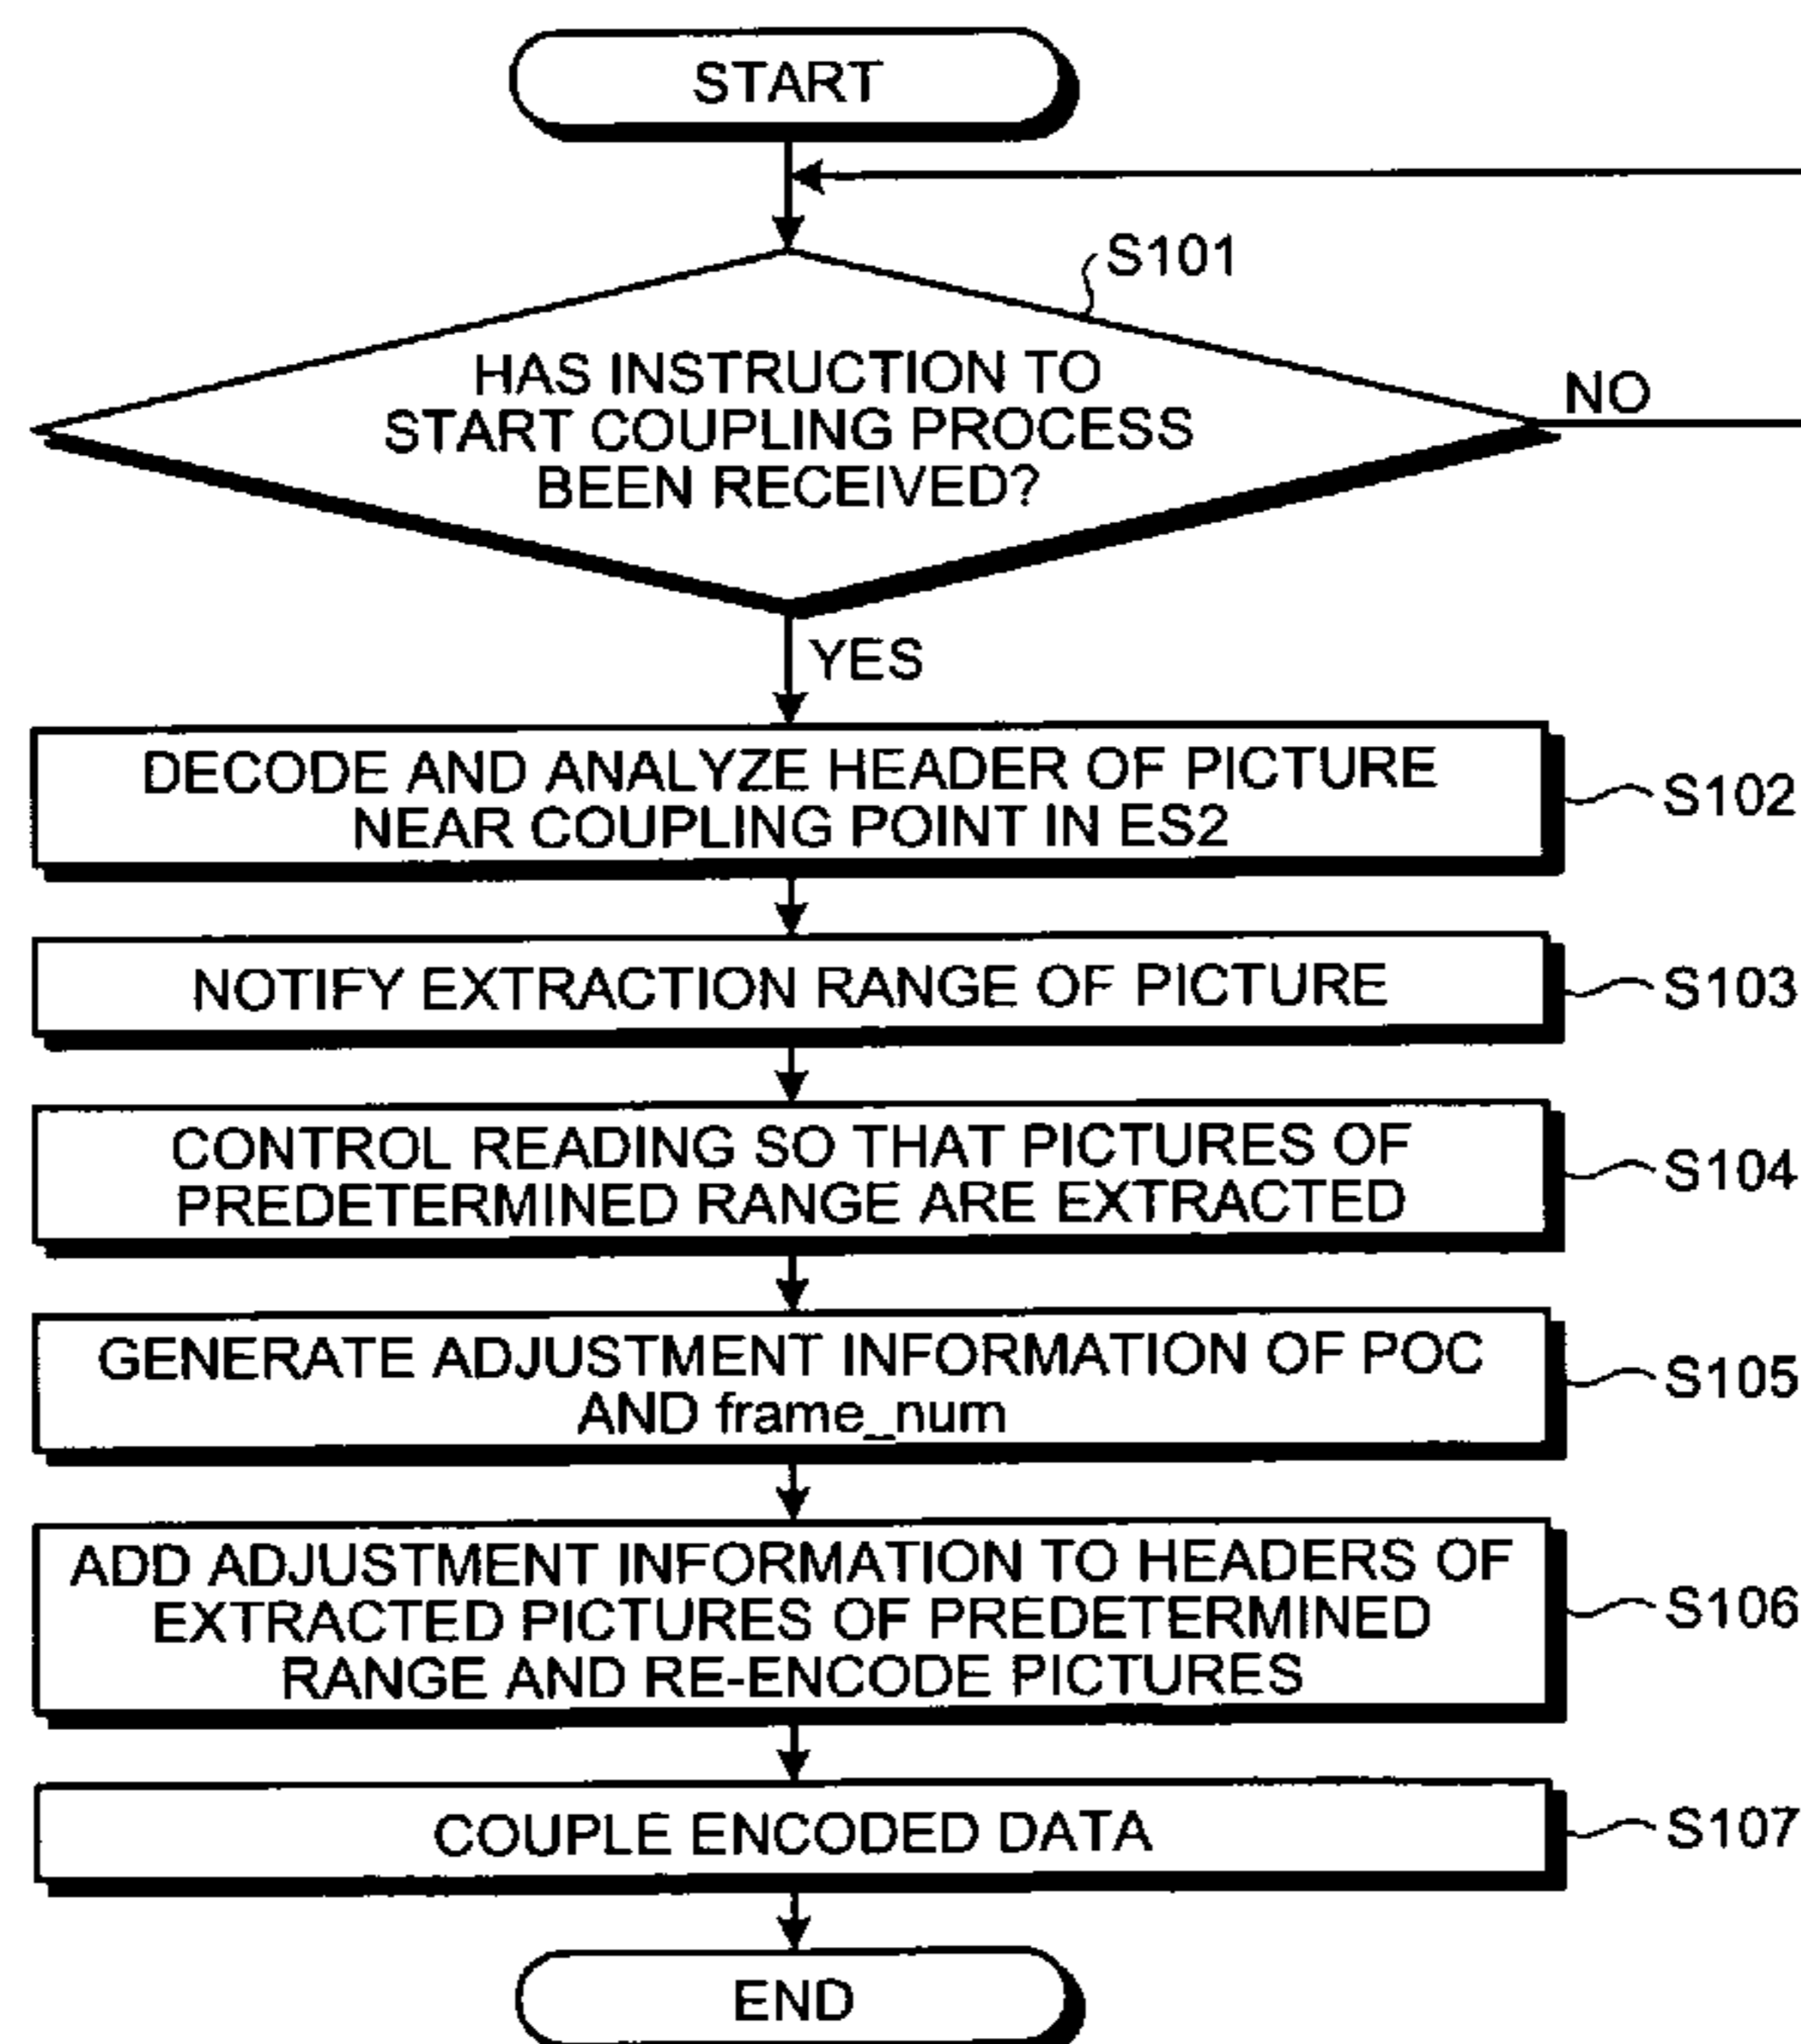 START
S101
HAS INSTRUCTION TO
START COUPLING PROCESS
BEEN RECEIVED?
NO
YES
DECODE AND ANALYZE HEADER OF PICTURE
NEAR COUPLING POINT IN ES2
S102
NOTIFY EXTRACTION RANGE OF PICTURE
S103
CONTROL READING SO THAT PICTURES OF
PREDETERMINED RANGE ARE EXTRACTED
S104
GENERATE ADJUSTMENT INFORMATION OF POC
AND frame_num
S105
ADD ADJUSTMENT INFORMATION TO HEADERS OF
EXTRACTED PICTURES OF PREDETERMINED
RANGE AND RE-ENCODE PICTURES
S106
COUPLE ENCODED DATA
S107
END